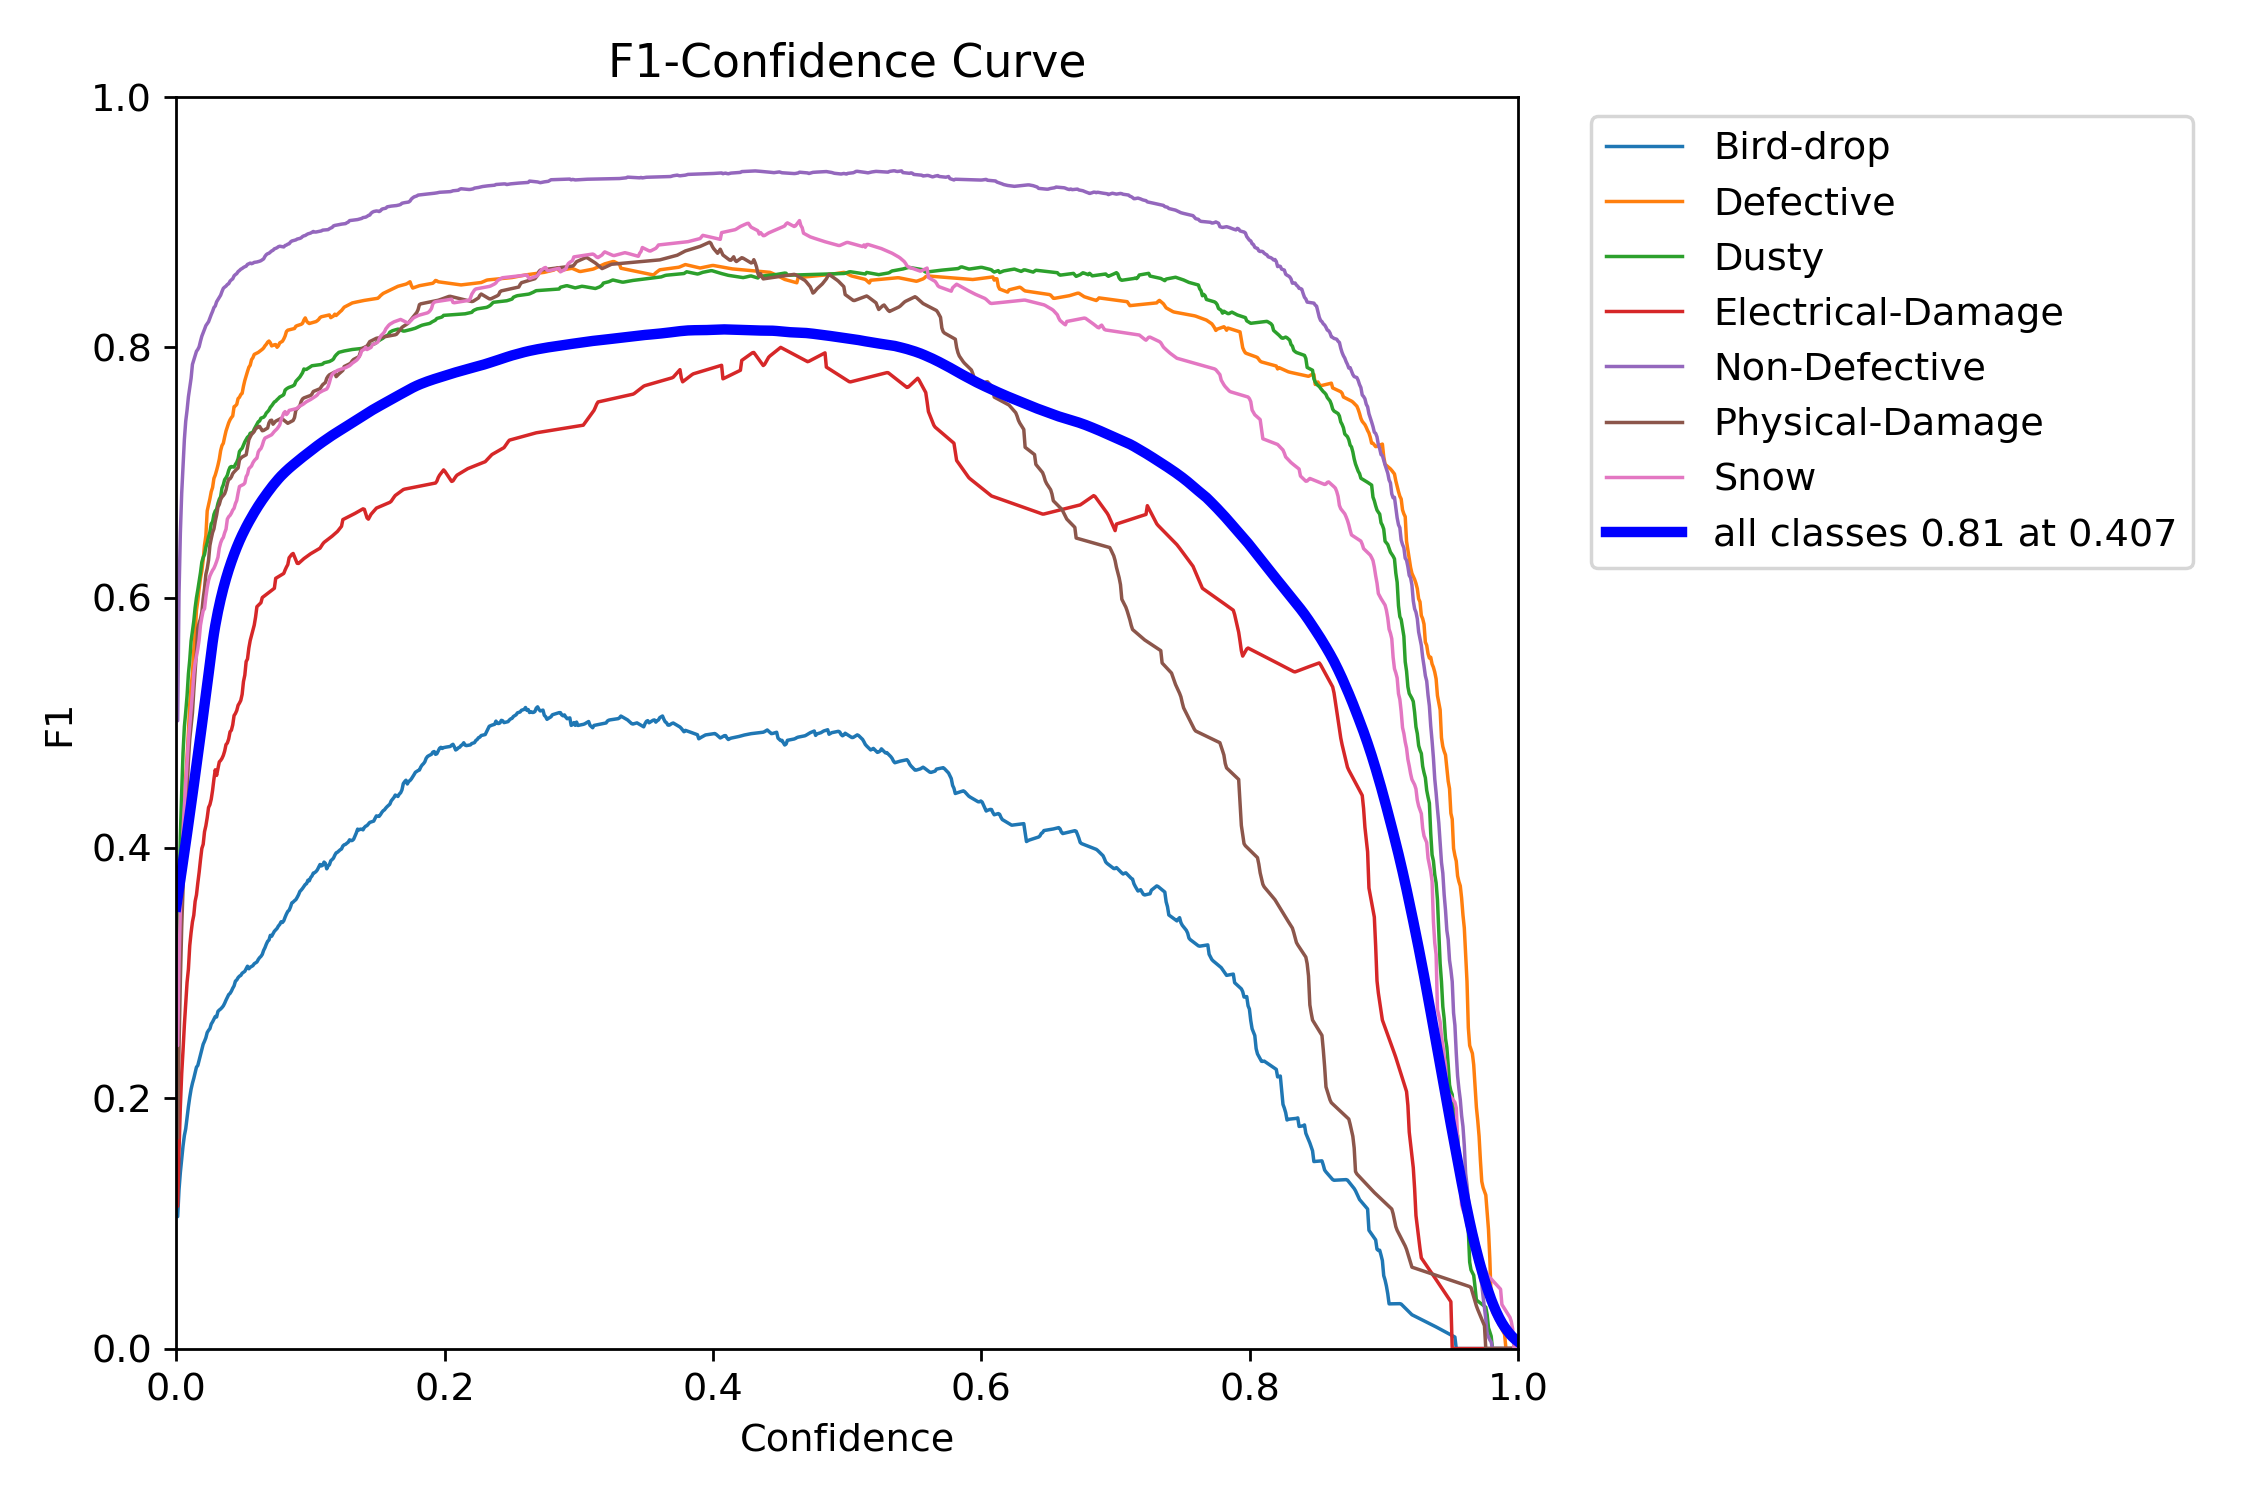 F1-Confidence Curve
1.0
0.8
0.6
0.4
0.2
0.0
F1
0.0 0.2 0.4 0.6 0.8 1.0
Confidence
Bird-drop
Defective
Dusty
Electrical-Damage
Non-Defective
Physical-Damage
Snow
all classes 0.81 at 0.407